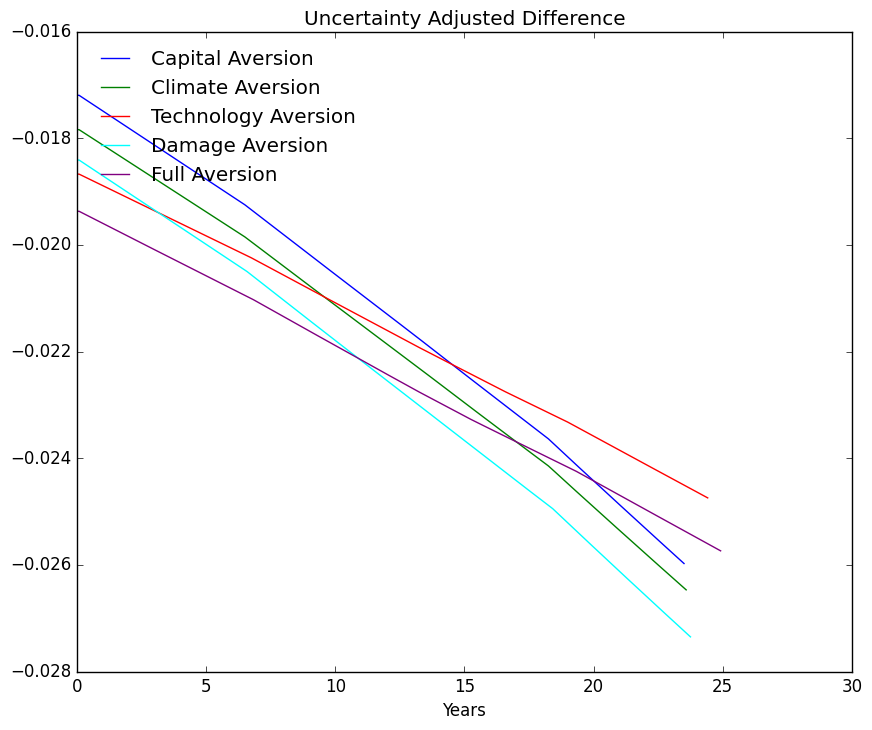 Uncertainty Adjusted Difference
−0.016
−0.018
−0.020
−0.022
−0.024
−0.026
−0.028
Capital Aversion
Climate Aversion
Technology Aversion
Damage Aversion
Full Aversion
0 5 10 15 20 25 30
Years